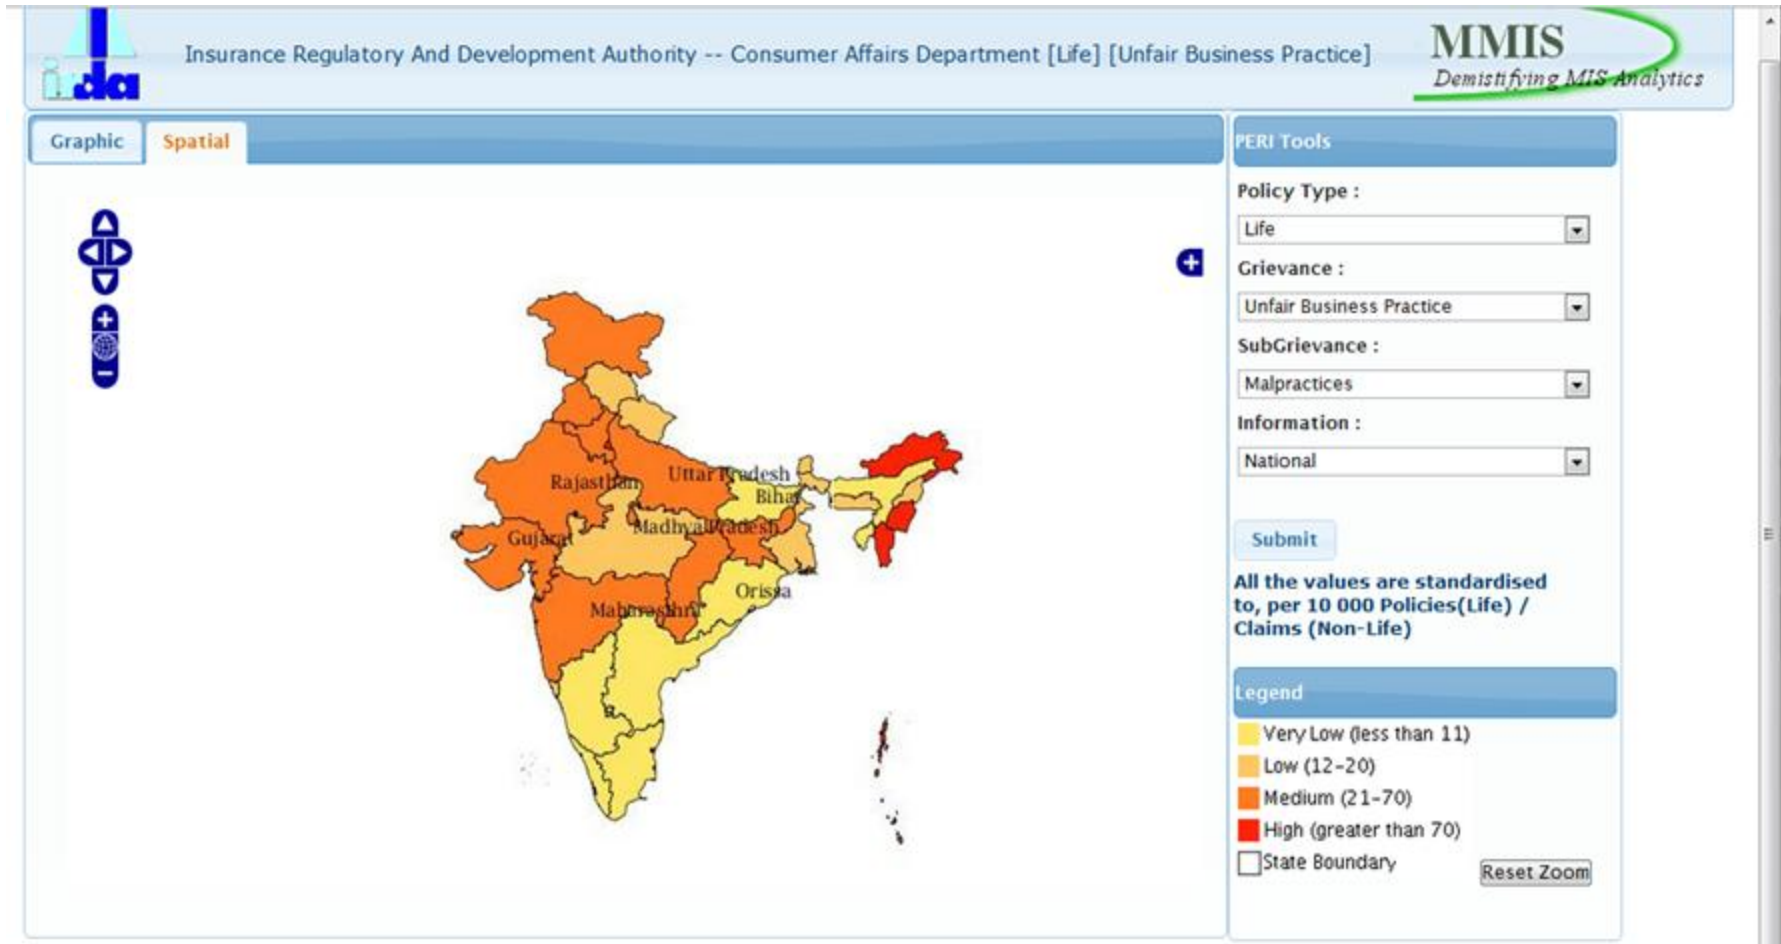 irda
Insurance Regulatory And Development Authority -- Consumer Affairs Department [Life] [Unfair Business Practice]
MMIS
Demistifying MIS Analytics
Graphic
Spatial
Rajasthan
Uttar Pradesh
Bihar
Gujarat
Madhya Pradesh
Orissa
Maharasthra
PERI Tools
Policy Type :
Life
Grievance :
Unfair Business Practice
SubGrievance :
Malpractices
Information :
National
Submit
All the values are standardised
to, per 10 000 Policies(Life) /
Claims (Non-Life)
Legend
Very Low (less than 11)
Low (12-20)
Medium (21-70)
High (greater than 70)
State Boundary
Reset Zoom